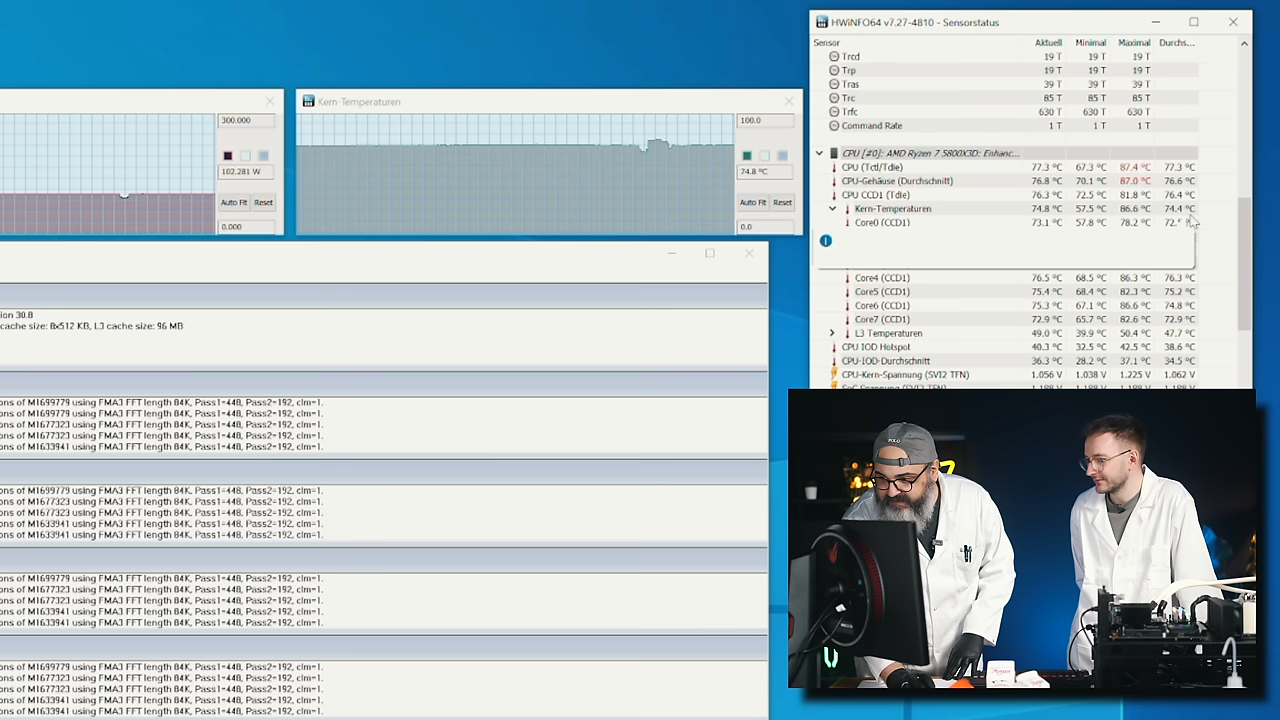 HWiNFO64 v7.27-4810 - Sensorstatus
Sensor Aktuell Minimal Maximal Durchs...
Trcd 19 T 19 T 19 T
Trp 19 T 19 T 19 T
Tras 39 T 39 T 39 T
Trc 85 T 85 T 85 T
Trfc 630 T 630 T 630 T
Command Rate 1 T 1 T 1 T
CPU [#0]: AMD Ryzen 7 5800X3D: Enhanc...
CPU (Tctl/Tdie) 77.3 °C 67.3 °C 87.4 °C 77.3 °C
CPU-Gehäuse (Durchschnitt) 76.8 °C 70.1 °C 87.0 °C 76.6 °C
CPU CCD1 (Tdie) 76.3 °C 72.5 °C 81.8 °C 76.4 °C
Kern-Temperaturen 74.8 °C 57.5 °C 86.6 °C 74.4 °C
Core0 (CCD1) 73.1 °C 57.8 °C 78.2 °C
Core4 (CCD1) 76.5 °C 68.5 °C 86.3 °C 76.3 °C
Core5 (CCD1) 75.4 °C 68.4 °C 82.3 °C 75.2 °C
Core6 (CCD1) 75.3 °C 67.1 °C 86.6 °C 74.8 °C
Core7 (CCD1) 72.9 °C 65.7 °C 82.6 °C 72.9 °C
L3 Temperaturen 49.0 °C 39.9 °C 50.4 °C 47.7 °C
CPU IOD Hotspot 40.3 °C 32.5 °C 42.5 °C 38.6 °C
CPU-IOD-Durchschnitt 36.3 °C 28.2 °C 37.1 °C 34.5 °C
CPU-Kern-Spannung (SVI2 TFN) 1.056 V 1.038 V 1.225 V 1.062 V
SoC Spannung (SVI2 TFN) 1.188 V 1.188 V 1.188 V 1.188 V
300.000
102.281 W
Auto Fit Reset
0.000
Kern-Temperaturen
100.0
74.8 °C
Auto Fit Reset
0.0
ion 30.8
cache size: 8x512 KB, L3 cache size: 96 MB
ons of M1699779 using FMA3 FFT length 84K, Pass1=448, Pass2=192, clm=1.
ons of M1699779 using FMA3 FFT length 84K, Pass1=448, Pass2=192, clm=1.
ons of M1677323 using FMA3 FFT length 84K, Pass1=448, Pass2=192, clm=1.
ons of M1677323 using FMA3 FFT length 84K, Pass1=448, Pass2=192, clm=1.
ons of M1633941 using FMA3 FFT length 84K, Pass1=448, Pass2=192, clm=1.
ons of M1699779 using FMA3 FFT length 84K, Pass1=448, Pass2=192, clm=1.
ons of M1677323 using FMA3 FFT length 84K, Pass1=448, Pass2=192, clm=1.
ons of M1677323 using FMA3 FFT length 84K, Pass1=448, Pass2=192, clm=1.
ons of M1633941 using FMA3 FFT length 84K, Pass1=448, Pass2=192, clm=1.
ons of M1633941 using FMA3 FFT length 84K, Pass1=448, Pass2=192, clm=1.
ons of M1699779 using FMA3 FFT length 84K, Pass1=448, Pass2=192, clm=1.
ons of M1677323 using FMA3 FFT length 84K, Pass1=448, Pass2=192, clm=1.
ons of M1677323 using FMA3 FFT length 84K, Pass1=448, Pass2=192, clm=1.
ons of M1633941 using FMA3 FFT length 84K, Pass1=448, Pass2=192, clm=1.
ons of M1633941 using FMA3 FFT length 84K, Pass1=448, Pass2=192, clm=1.
ons of M1699779 using FMA3 FFT length 84K, Pass1=448, Pass2=192, clm=1.
ons of M1677323 using FMA3 FFT length 84K, Pass1=448, Pass2=192, clm=1.
ons of M1677323 using FMA3 FFT length 84K, Pass1=448, Pass2=192, clm=1.
ons of M1633941 using FMA3 FFT length 84K, Pass1=448, Pass2=192, clm=1.
ons of M1633941 using FMA3 FFT length 84K, Pass1=448, Pass2=192, clm=1.
POLO